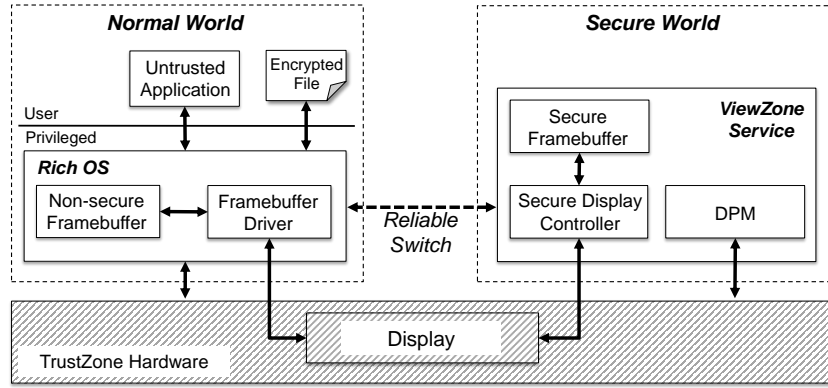 Normal World
Secure World
Untrusted
Application
Encrypted
File
User
Privileged
Rich OS
Non-secure
Framebuffer
Framebuffer
Driver
Reliable
Switch
Secure
Framebuffer
ViewZone
Service
Secure Display
Controller
DPM
Display
TrustZone Hardware